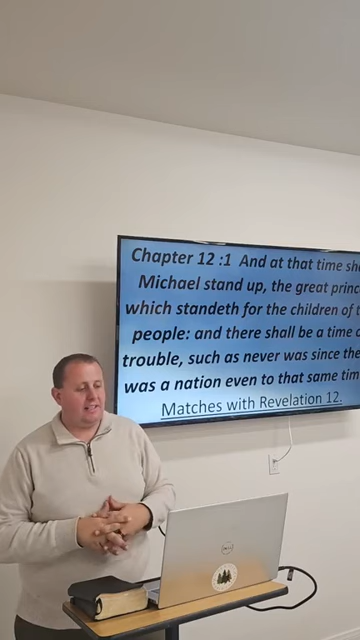 Chapter 12 :1 And at that time
Michael stand up, the great
which standeth for the children of
people: and there shall be a time
trouble, such as never was since
was a nation even to that same
Matches with Revelation 12.
DELL